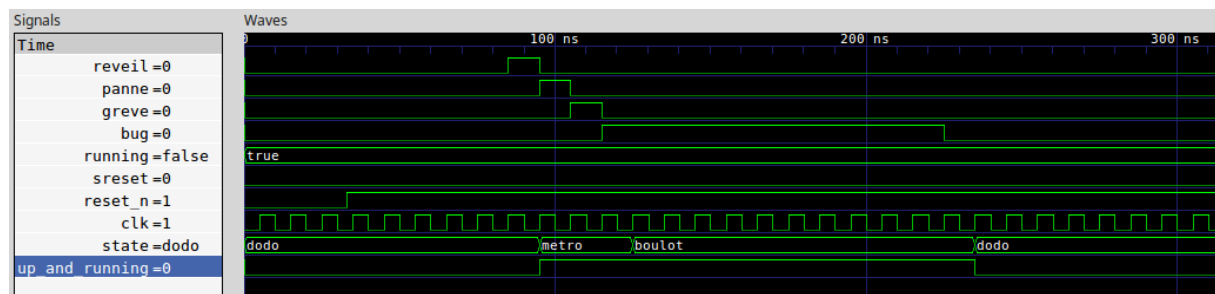 Signals Waves
Time 100 ns 200 ns 300 ns
reveil=0
panne=0
greve=0
bug=0
running=false true
sreset=0
reset_n=1
clk=1
state=dodo dodo metro boulot dodo
up_and_running=0